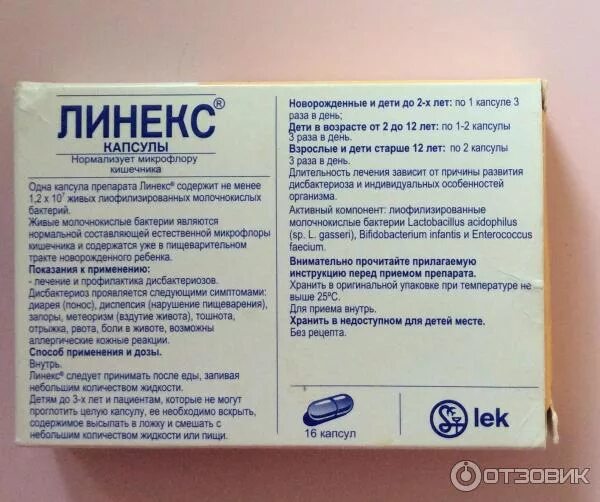 ЛИНЕКС®
КАПСУЛЫ
Нормализует микрофлору
кишечника
Одна капсула препарата Линекс® содержит не менее
1,2 x 10⁷ живых лиофилизированных молочнокислых
бактерий.
Живые молочнокислые бактерии являются
нормальной составляющей естественной микрофлоры
кишечника и содержатся уже в пищеварительном
тракте новорожденного ребенка.
Показания к применению:
- лечение и профилактика дисбактериозов.
Дисбактериоз проявляется следующими симптомами:
диарея (понос), диспепсия (нарушение пищеварения),
запоры, метеоризм (вздутие живота), тошнота,
отрыжка, рвота, боли в животе, возможны
аллергические кожные реакции.
Способ применения и дозы.
Внутрь.
Линекс® следует принимать после еды, запивая
небольшим количеством жидкости.
Детям до 3-х лет и пациентам, которые не могут
проглотить целую капсулу, ее необходимо вскрыть,
содержимое высыпать в ложку и смешать с
небольшим количеством жидкости или пищи.
Новорожденные и дети до 2-х лет: по 1 капсуле 3
раза в день;
Дети в возрасте от 2 до 12 лет: по 1-2 капсулы
3 раза в день.
Взрослые и дети старше 12 лет: по 2 капсулы
3 раза в день.
Длительность лечения зависит от причины развития
дисбактериоза и индивидуальных особенностей
организма.
Активный компонент: лиофилизированные
молочнокислые бактерии Lactobacillus acidophilus
(sp. L. gasseri), Bifidobacterium infantis и Enterococcus
faecium.
Внимательно прочитайте прилагаемую
инструкцию перед приемом препарата.
Хранить в оригинальной упаковке при температуре не
выше 25ºC.
Для приема внутрь.
Хранить в недоступном для детей месте.
Без рецепта.
16 капсул
lek
ОТЗОВИК